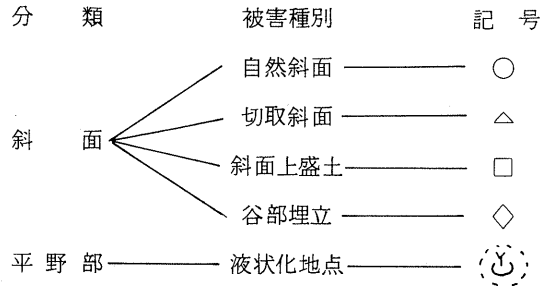 分類 被害種別 記号
自然斜面
切取斜面
斜面
斜面上盛土
谷部埋立
平野部 液状化地点
Y